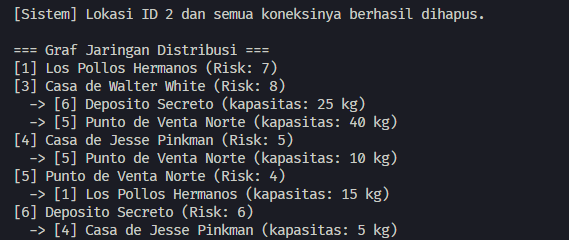 [Sistem] Lokasi ID 2 dan semua koneksinya berhasil dihapus.
=== Graf Jaringan Distribusi ===
[1] Los Pollos Hermanos (Risk: 7)
[3] Casa de Walter White (Risk: 8)
-> [6] Deposito Secreto (kapasitas: 25 kg)
-> [5] Punto de Venta Norte (kapasitas: 40 kg)
[4] Casa de Jesse Pinkman (Risk: 5)
-> [5] Punto de Venta Norte (kapasitas: 10 kg)
[5] Punto de Venta Norte (Risk: 4)
-> [1] Los Pollos Hermanos (kapasitas: 15 kg)
[6] Deposito Secreto (Risk: 6)
-> [4] Casa de Jesse Pinkman (kapasitas: 5 kg)